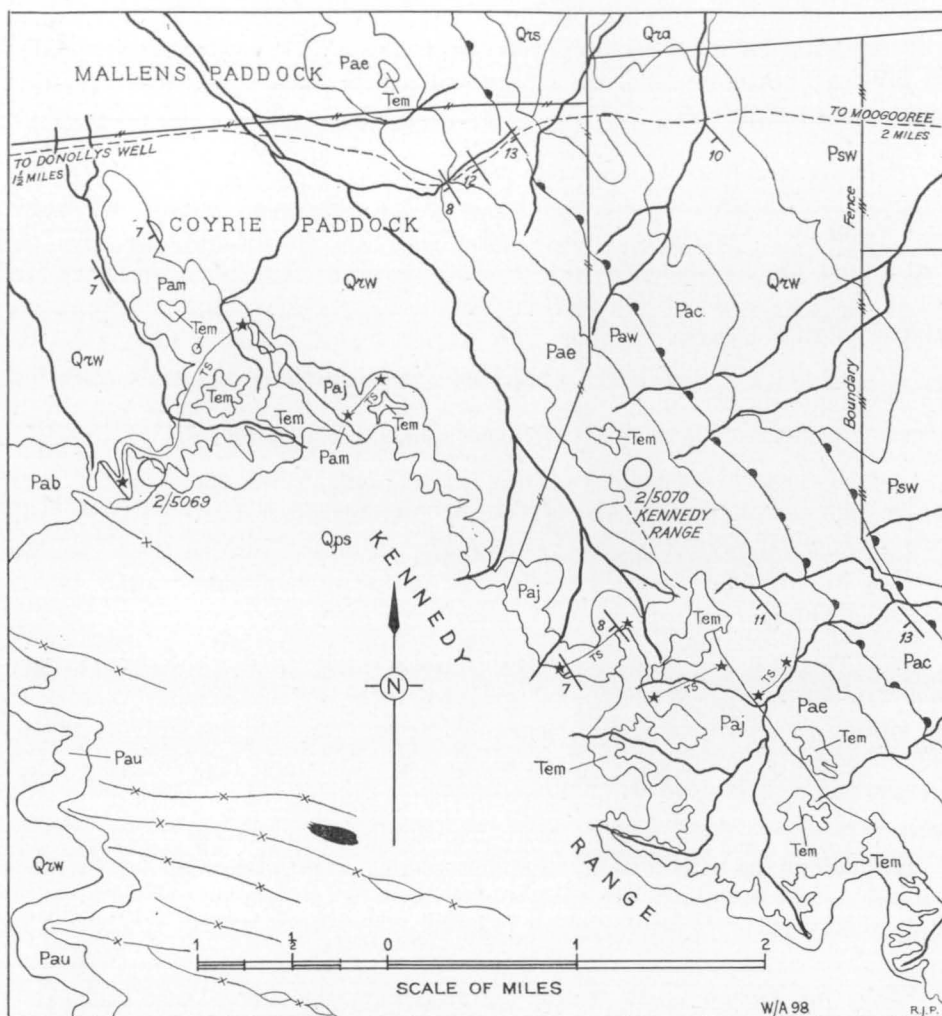 Qrs
Qra
Pae
MALLENS PADDOCK
Tem
TO MOOGOOREE
2 MILES
TO DONOLLYS WELL
1½ MILES
13
12
8
10
Psw
Fence
7
COYRIE PADDOCK
7
Pam
Qrw
Qrw
Tem
Pac
Paw
Pae
Qrw
Paj
TS
TS
Boundary
Tem
Tem
Tem
Tem
Pam
Pab
2/5069
2/5070
KENNEDY
RANGE
Psw
Qps
KENNEDY
Paj
Tem
11
13
8
TS
7
N
TS
TS
Pac
Paj
Pae
Tem
Tem
Pau
Tem
Tem
Qrw
RANGE
Pau
1
½
0
1
2
SCALE OF MILES
W/A 98
R.J.P.